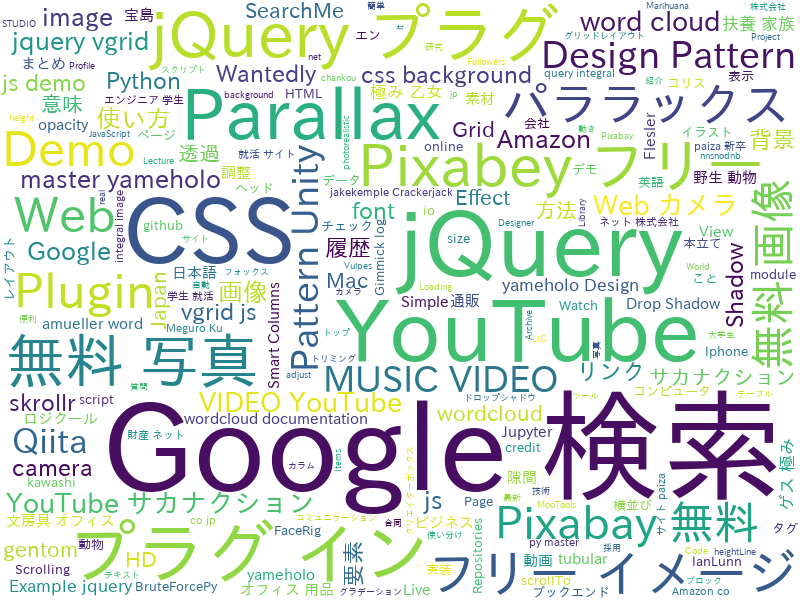 簡単
Marihuana
株式会社
STUDIO
image
宝島
jQuery プラグ
SearchMe
エン
グリッドレイアウト
研究
Followers
word cloud
扶養 家族
Project
jquery vgrid
スクリプト
net
Design Pattern
まとめ
Profile
Wantedly
chankou
css background
query integral
紹介
コリス
表示
js demo
Python
エンジニア 学生
background
HTML
極み 乙女
jp
素材
パララックス
意味
使い方
Parallax
photorealistic
height
opacity
JavaScript
ページ
Grid
会社
動き
Pixabay
Demo
Lecture
就活 サイト
online
Amazon
Flesler
イラスト
背景
透過
データ
Pixabey フリー
デモ
paiza 新卒
nnsnodnb
調整
ヘッド
英語
野生 動物
master yameholo
jakekemple Crackerjack
Effect
Web カメラ
Web
real
integral image
CSS
font
io
方法
Designer
Library
ネット 株式会社
無料 画像
github
サイト
Pattern Unity
チェック
Gimmick log
jQuery
View
本立て
レイアウト
Google
日本語
フォックス
履歴
size
Shadow
こと
module
自動
Vulpes
カメラ
Mac
yameholo Design
World
Plugin
Japan
学生 就活
画像
Loading
Simple
通販
Watch
Drop Shadow
便利
vgrid js
Smart Columns
YouTube
大学生
amueller word
Meguro Ku
トップ
Archive
LIG
写真
Iphone
無料 写真
トリミング
adjust
MUSIC VIDEO
リンク
サカナクション
質問
ドロップシャドウ
ツール
コンピュータ
テーブル
skrollr
script
VIDEO YouTube
wordcloud
Google 検索
ロジクール
wordcloud documentation
Qiita
財産 ネット
カラム
Jupyter
camera
credit
kawashi
Items
隙間
YouTube サカナクション
クリエイターボックス
最新
技術
サイト paiza
ゲス 極み
js
Page
MooTools
横並び
文房具 オフィス
co jp
コミュニケーション
合同
ビジネス
Pixabay 無料
タグ
gentom
動物
プラグ イン
FaceRig
使い分け
py master
採用
Code
heightLine
Scrolling
HD
要素
Repositories
動画
tubular
IanLunn
テキスト
yameholo
実装
フリー イメージ
scrollTo
ブロック
Example jquery
BruteForcePy
オフィス 用品
グラデーション
Live
ブックエンド
Amazon co